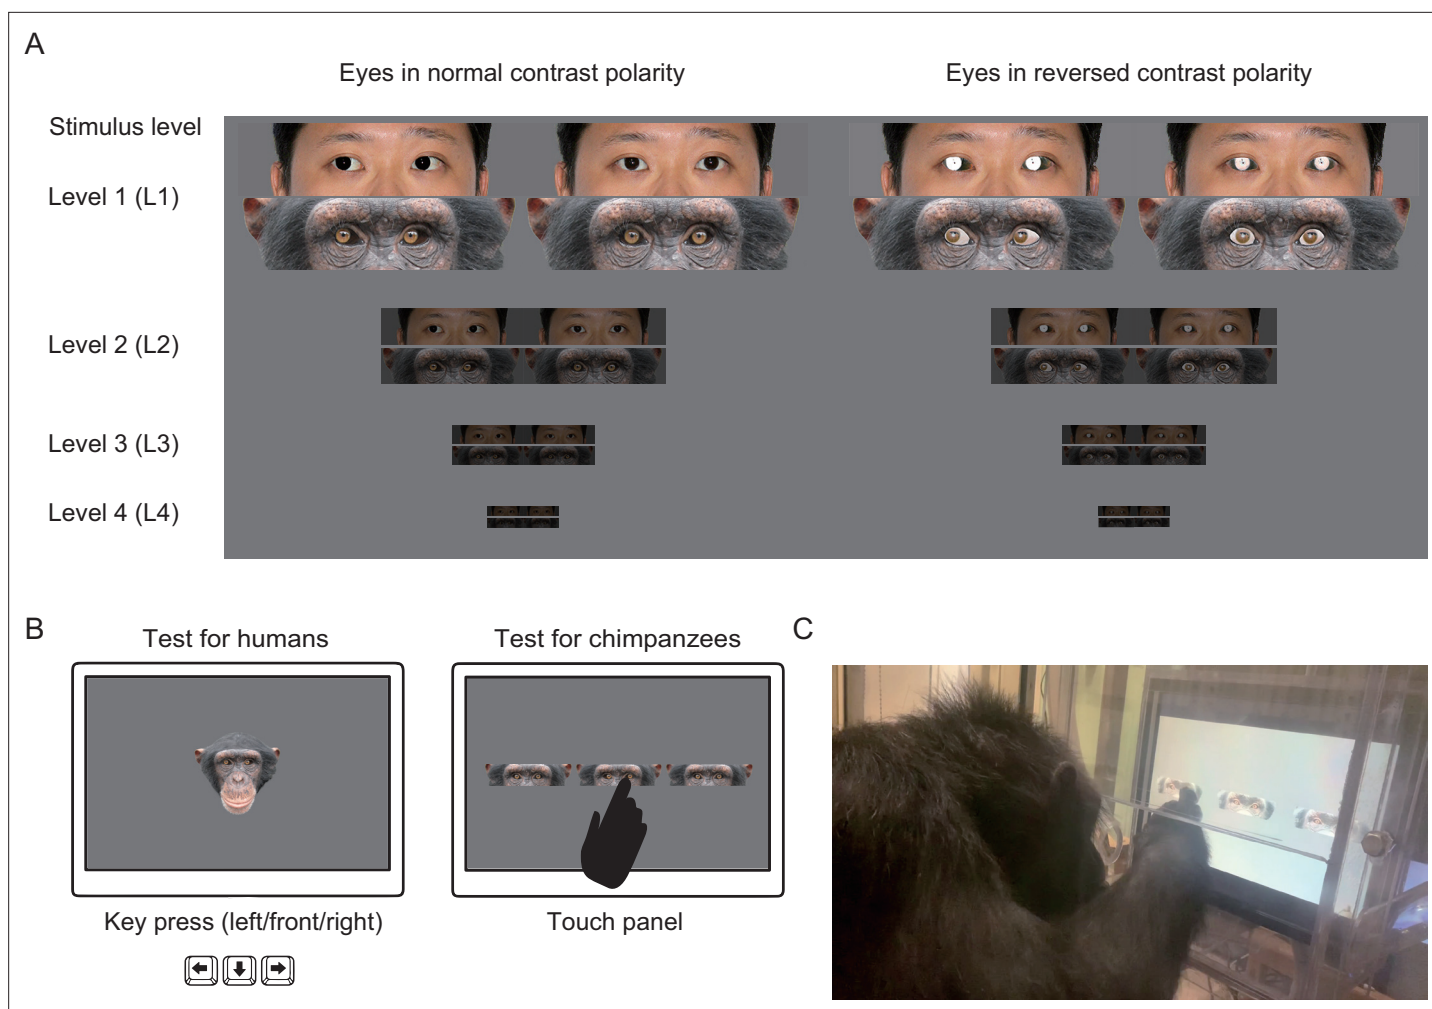 A
Eyes in normal contrast polarity
Eyes in reversed contrast polarity
Stimulus level
Level 1 (L1)
Level 2 (L2)
Level 3 (L3)
Level 4 (L4)
B
Test for humans
Test for chimpanzees
Key press (left/front/right)
Touch panel
C